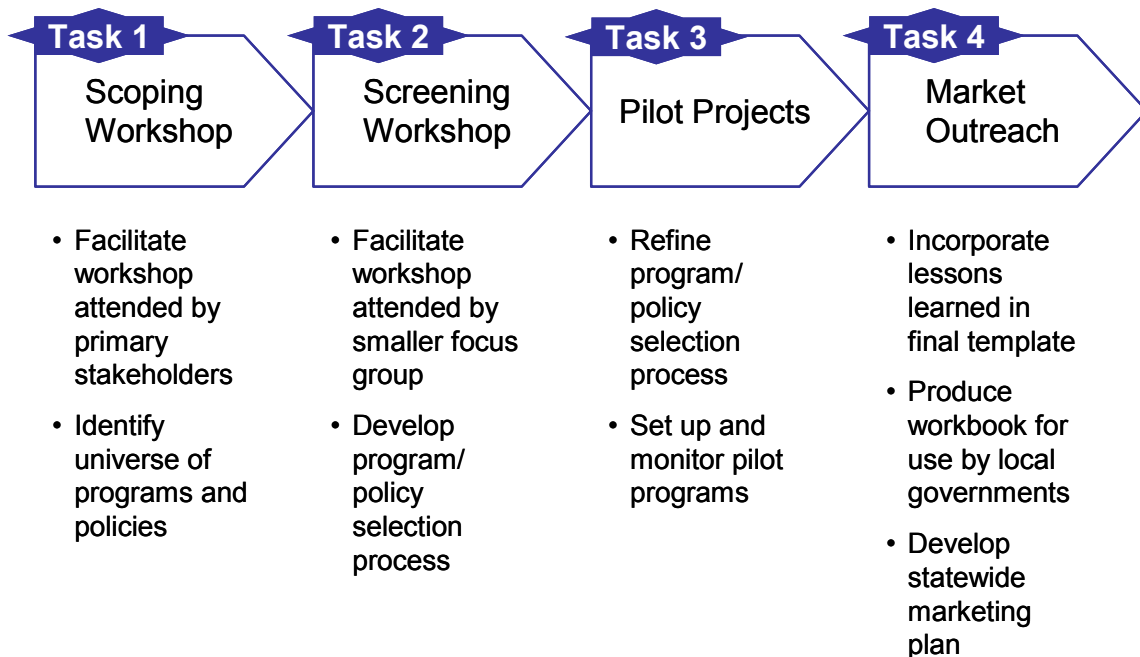 Task 1
Scoping
Workshop
• Facilitate
workshop
attended by
primary
stakeholders
• Identify
universe of
programs and
policies
Task 2
Screening
Workshop
• Facilitate
workshop
attended by
smaller focus
group
• Develop
program/
policy
selection
process
Task 3
Pilot Projects
• Refine
program/
policy
selection
process
• Set up and
monitor pilot
programs
Task 4
Market
Outreach
• Incorporate
lessons
learned in
final template
• Produce
workbook for
use by local
governments
• Develop
statewide
marketing
plan